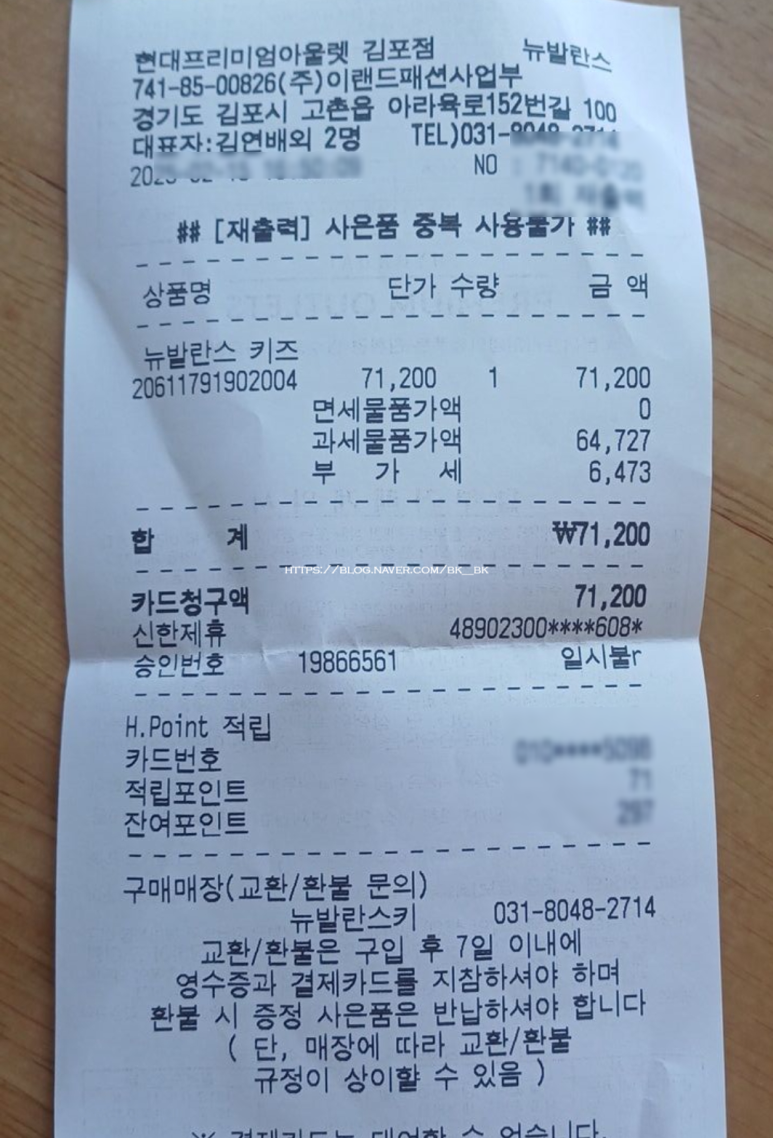 현대프리미엄아울렛 김포점 뉴발란스
741-85-00826(주)이랜드패션사업부
경기도 김포시 고촌읍 아라육로152번길 100
대표자:김연배외 2명 TEL)031-
NO
## [재출력] 사은품 중복 사용불가 ##
상품명 단가 수량 금 액
뉴발란스 키즈
20611791902004 71,200 1 71,200
면세물품가액 0
과세물품가액 64,727
부 가 세 6,473
합 계 ₩71,200
HTTPS://BLOG.NAVER.COM/BK__BK
카드청구액 71,200
신한제휴 48902300****608*
승인번호 19866561 일시불r
H.Point 적립
카드번호
적립포인트
잔여포인트
구매매장(교환/환불 문의)
뉴발란스키 031-8048-2714
교환/환불은 구입 후 7일 이내에
영수증과 결제카드를 지참하셔야 하며
환불 시 증정 사은품은 반납하셔야 합니다
( 단, 매장에 따라 교환/환불
규정이 상이할 수 있음 )